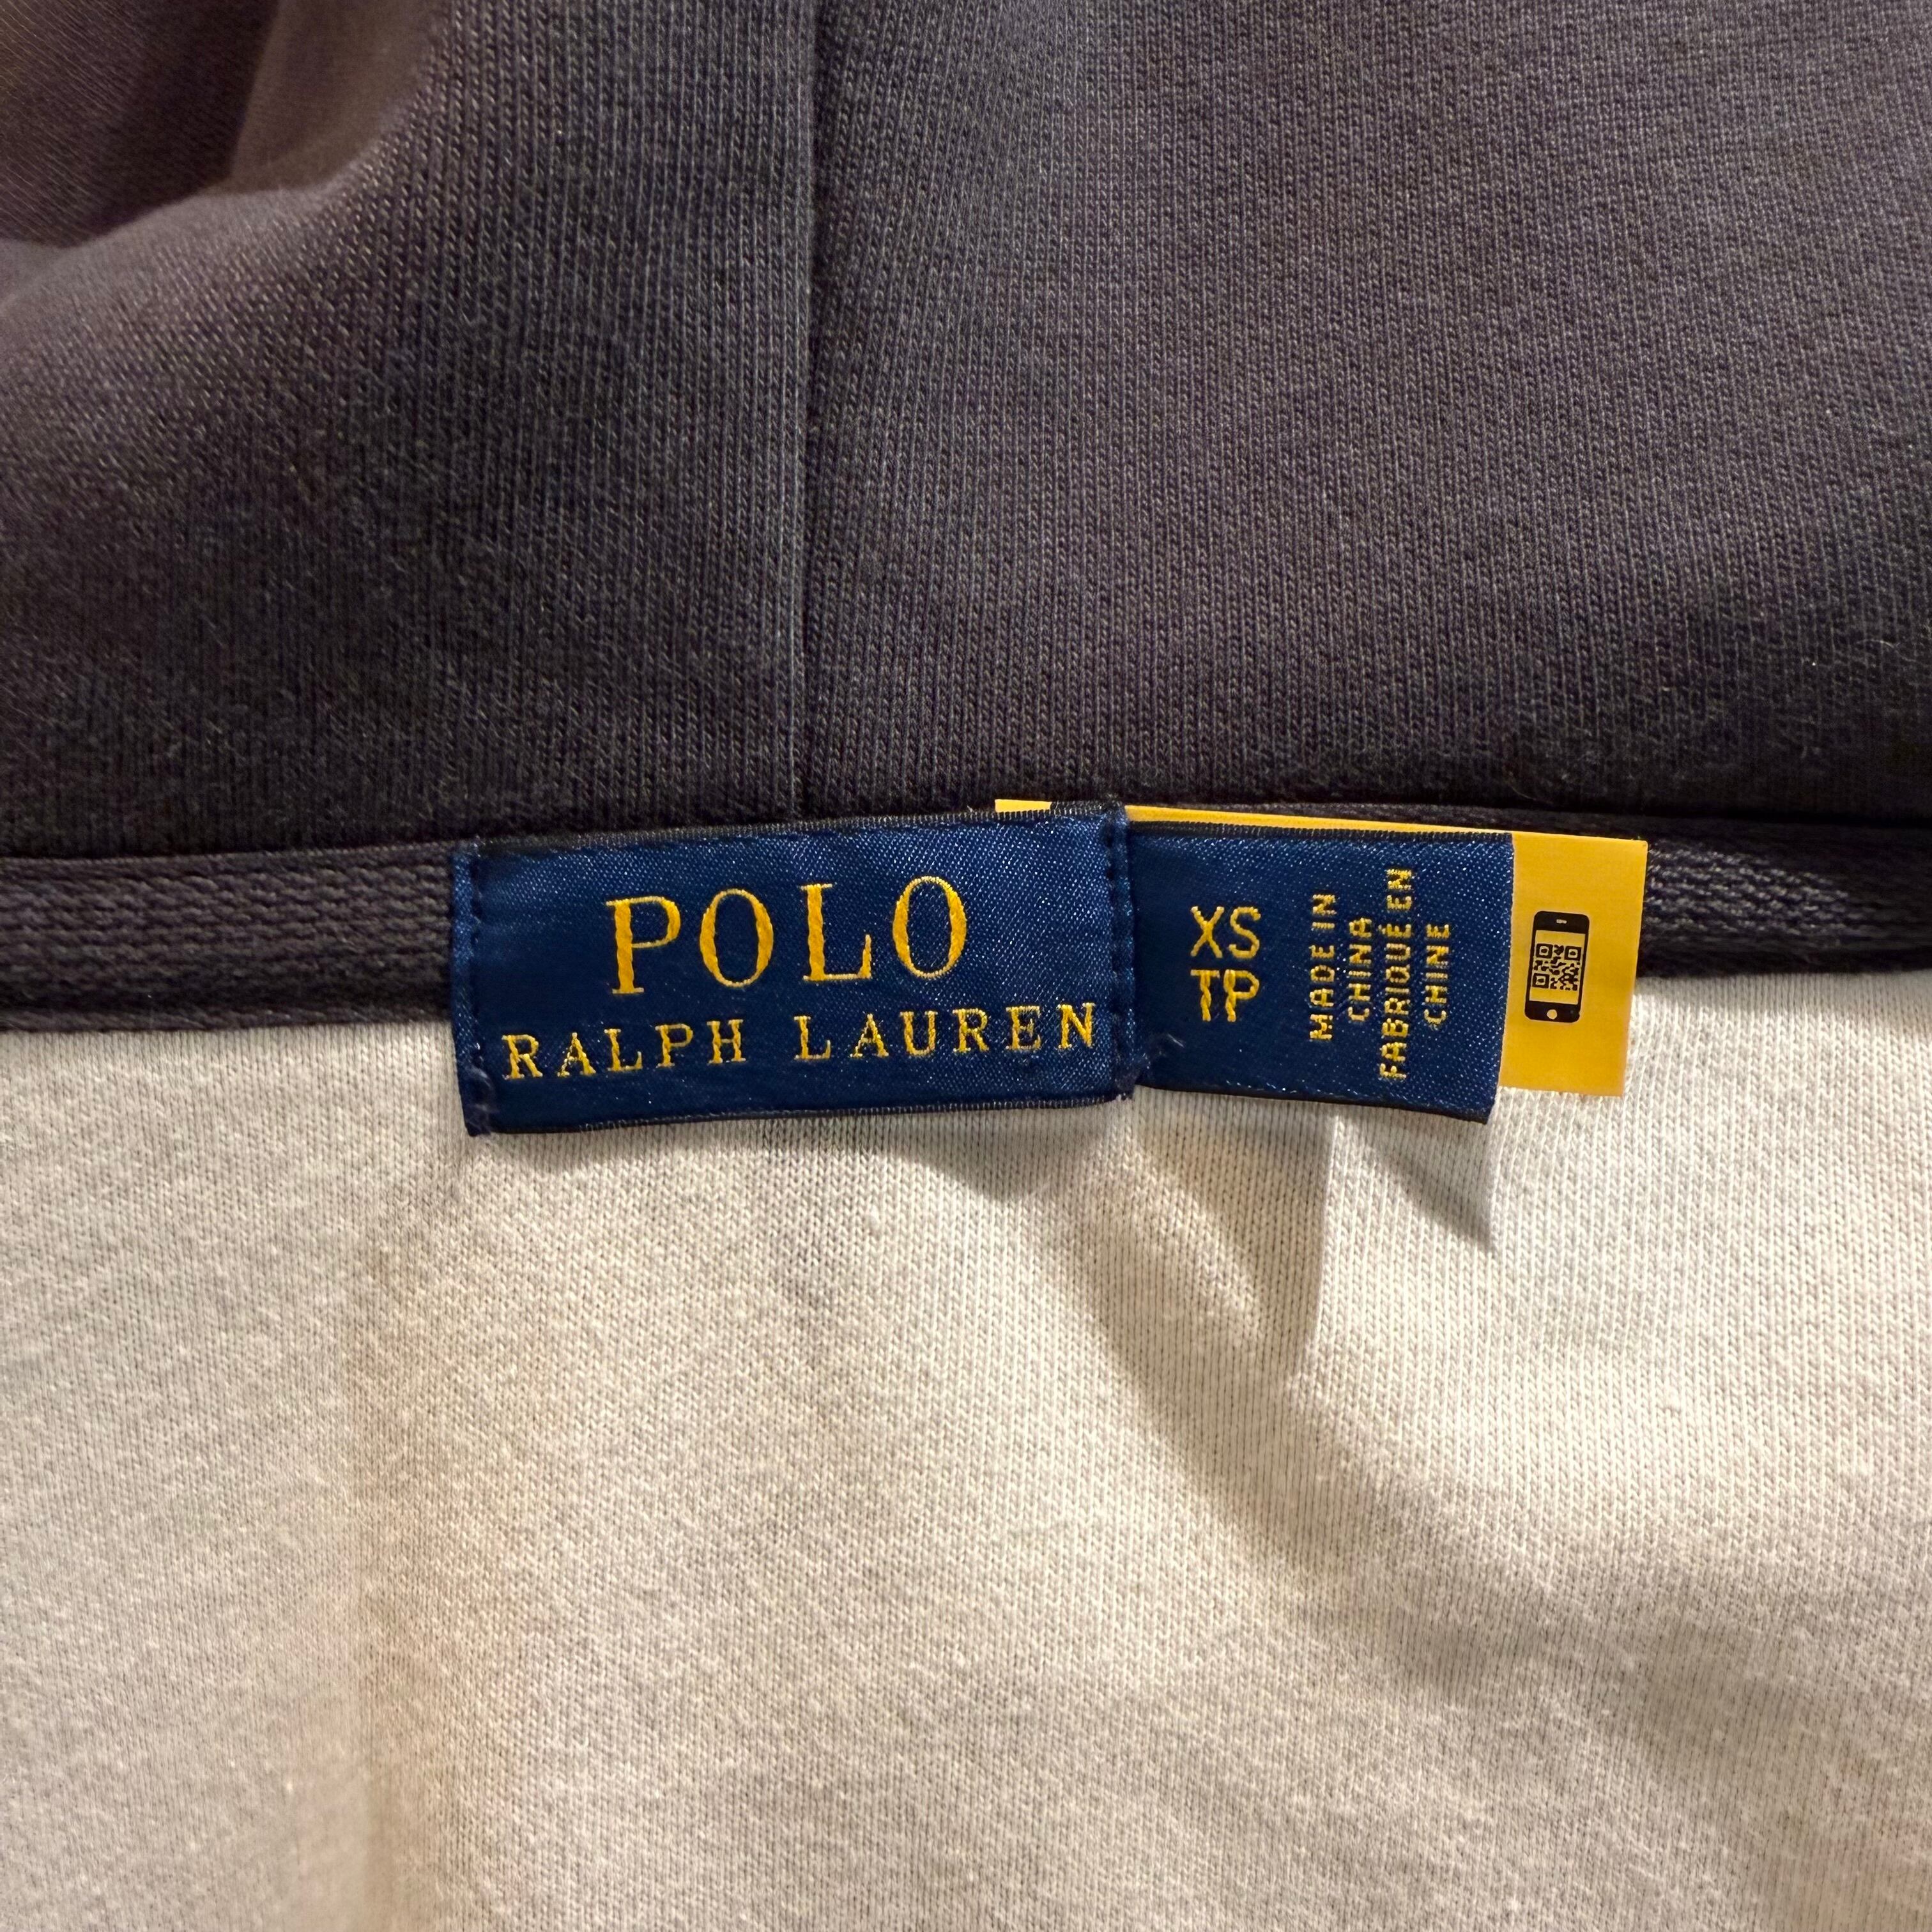 POLO
RALPH LAUREN
XS
TP
MADE IN
CHINA
FABRIQUÉ EN
CHINE